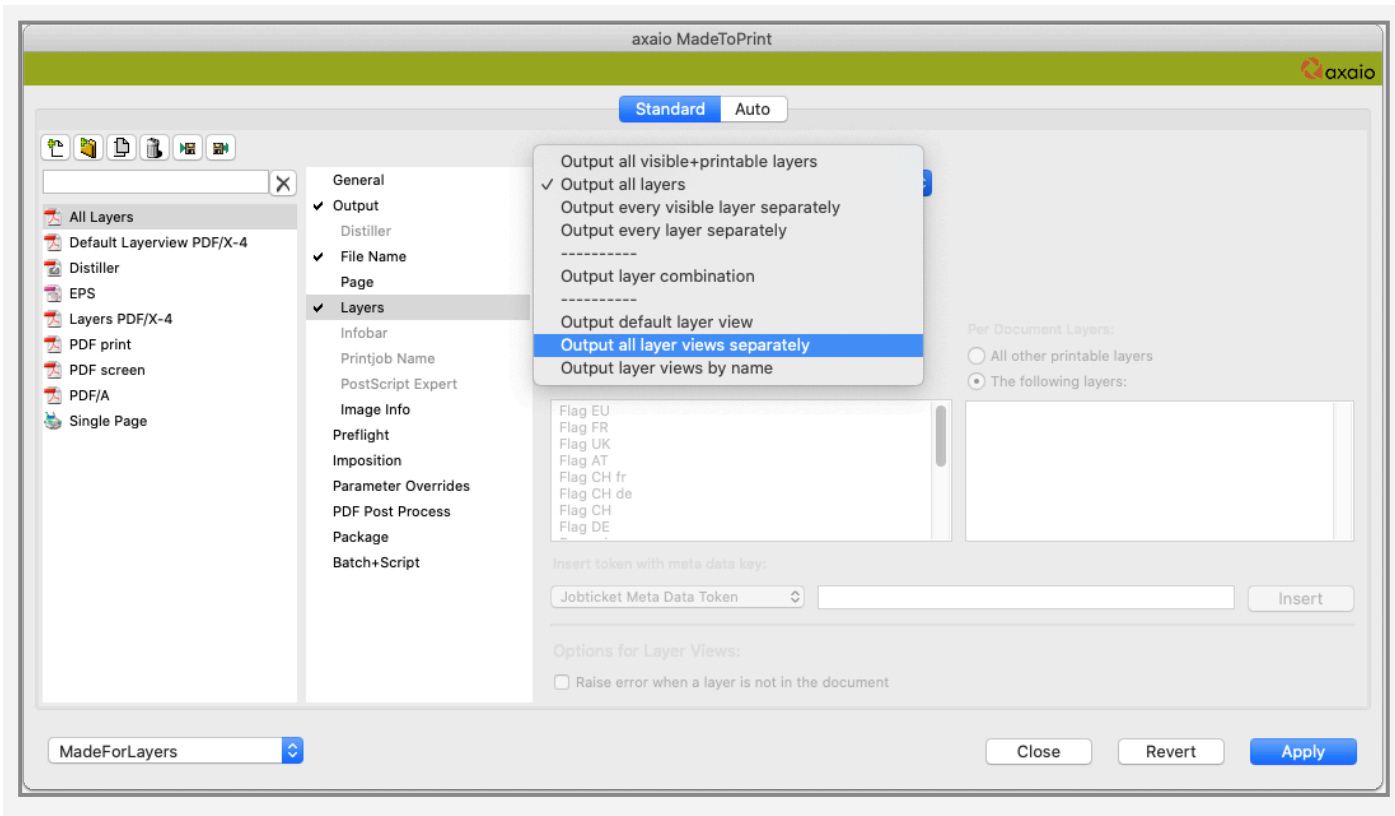 axaio MadeToPrint
axaio
Standard
Auto
All Layers
Default Layerview PDF/X-4
Distiller
EPS
Layers PDF/X-4
PDF print
PDF screen
PDF/A
Single Page
General
Output
Distiller
File Name
Page
Layers
Infobar
Printjob Name
PostScript Expert
Image Info
Preflight
Imposition
Parameter Overrides
PDF Post Process
Package
Batch+Script
Output all visible+printable layers
Output all layers
Output every visible layer separately
Output every layer separately
----------
Output layer combination
----------
Output default layer view
Output all layer views separately
Output layer views by name
Per Document Layers:
All other printable layers
The following layers:
Flag EU
Flag FR
Flag UK
Flag AT
Flag CH fr
Flag CH de
Flag CH
Flag DE
Insert token with meta data key:
Jobticket Meta Data Token
Insert
Options for Layer Views:
Raise error when a layer is not in the document
MadeForLayers
Close
Revert
Apply